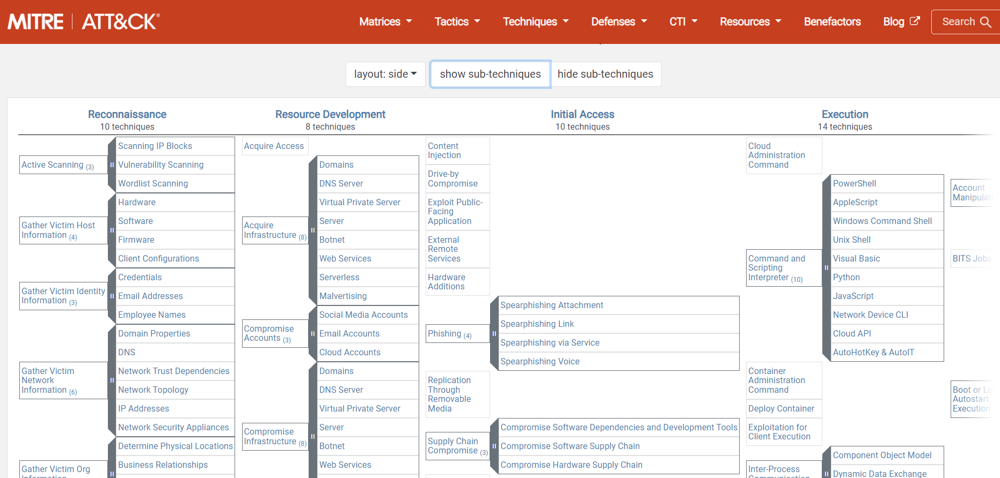 MITRE | ATT&CK®
Matrices
Tactics
Techniques
Defenses
CTI
Resources
Benefactors
Blog
Search
layout: side
show sub-techniques
hide sub-techniques
Reconnaissance
10 techniques
Active Scanning (3)
Scanning IP Blocks
Vulnerability Scanning
Wordlist Scanning
Gather Victim Host
Information (4)
Hardware
Software
Firmware
Client Configurations
Gather Victim Identity
Information (3)
Credentials
Email Addresses
Employee Names
Gather Victim
Network
Information (6)
Domain Properties
DNS
Network Trust Dependencies
Network Topology
IP Addresses
Network Security Appliances
Gather Victim Org
Determine Physical Locations
Business Relationships
Resource Development
8 techniques
Acquire Access
Acquire
Infrastructure (8)
Domains
DNS Server
Virtual Private Server
Server
Botnet
Web Services
Serverless
Malvertising
Compromise
Accounts (3)
Social Media Accounts
Email Accounts
Cloud Accounts
Compromise
Infrastructure (8)
Domains
DNS Server
Virtual Private Server
Server
Botnet
Web Services
Initial Access
10 techniques
Content
Injection
Drive-by
Compromise
Exploit Public-
Facing
Application
External
Remote
Services
Hardware
Additions
Phishing (4)
Spearphishing Attachment
Spearphishing Link
Spearphishing via Service
Spearphishing Voice
Replication
Through
Removable
Media
Supply Chain
Compromise (3)
Compromise Software Dependencies and Development Tools
Compromise Software Supply Chain
Compromise Hardware Supply Chain
Execution
14 techniques
Cloud
Administration
Command
Command and
Scripting
Interpreter (10)
PowerShell
AppleScript
Windows Command Shell
Unix Shell
Visual Basic
Python
JavaScript
Network Device CLI
Cloud API
AutoHotKey & AutoIT
Container
Administration
Command
Deploy Container
Exploitation for
Client Execution
Inter-Process
Component Object Model
Dynamic Data Exchange
Account
BITS Jobs
Boot or
Autostart
Execution